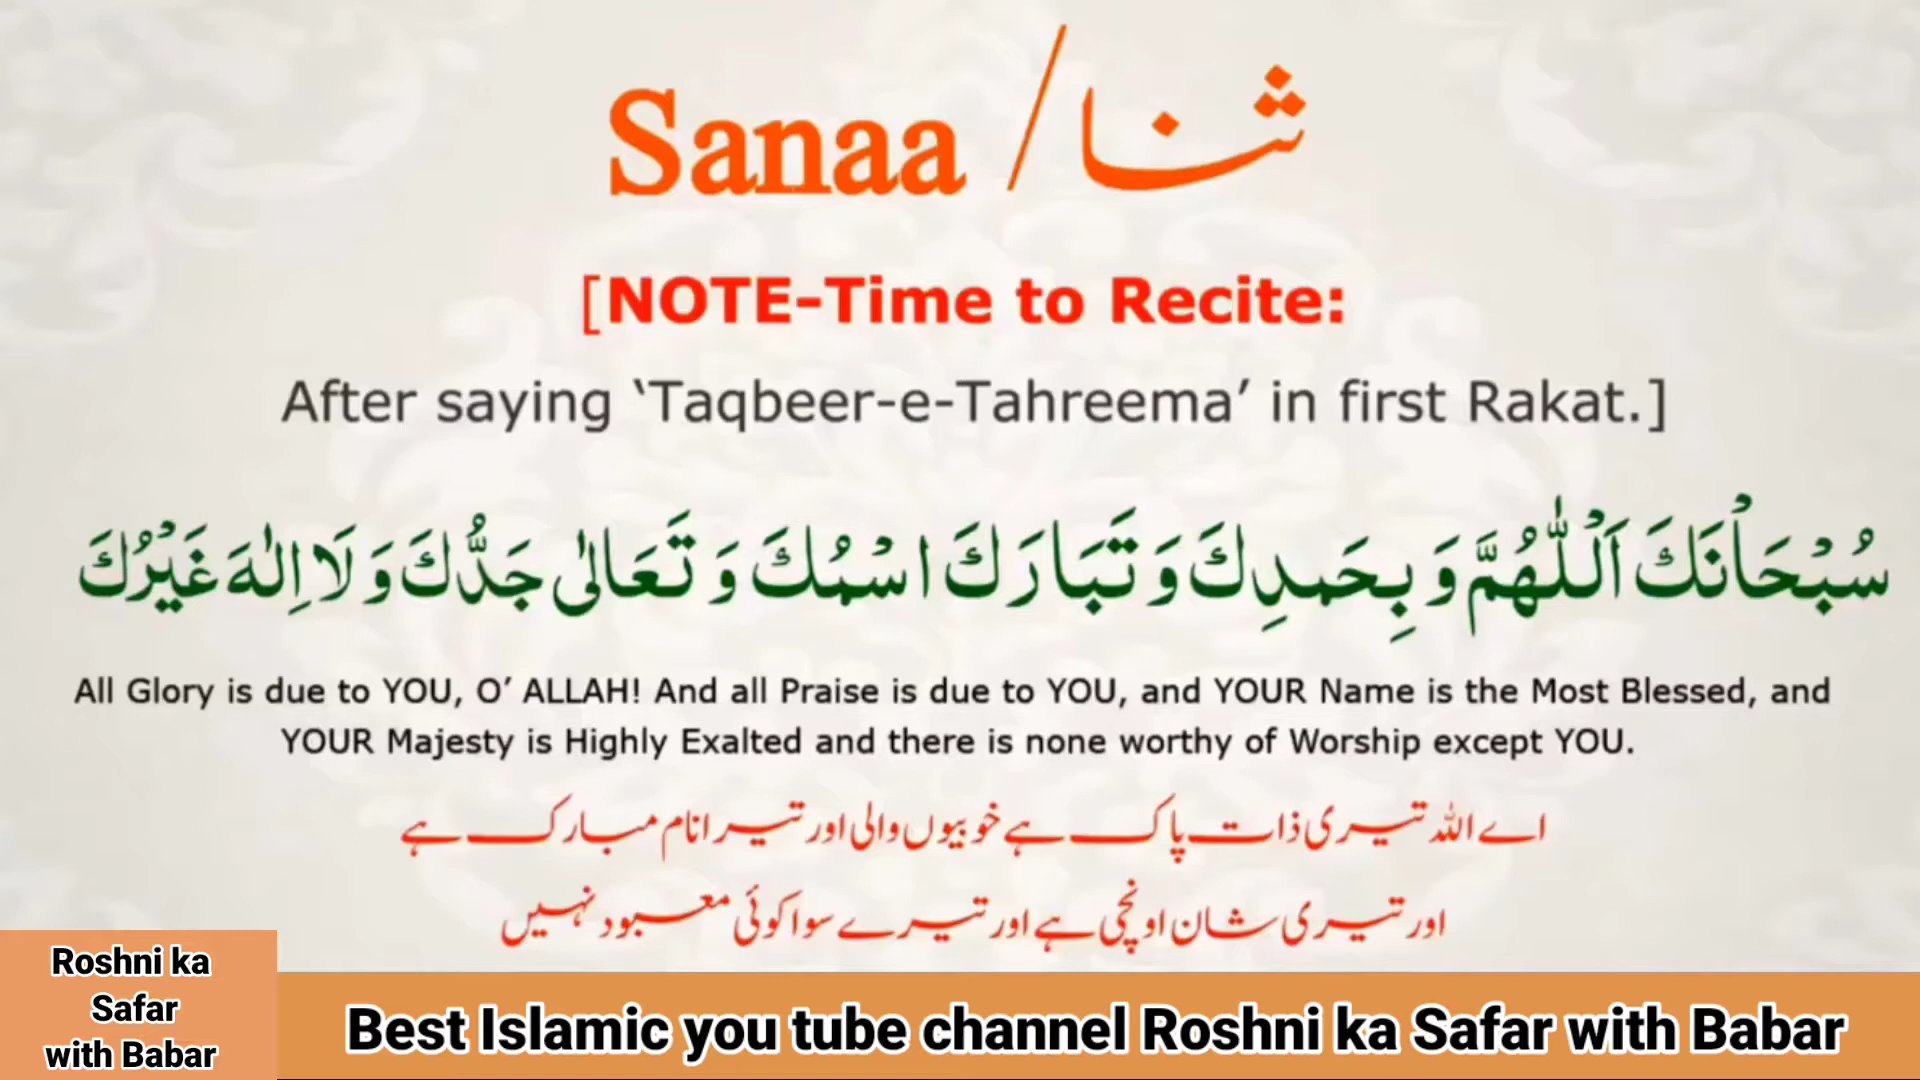 Sanaa / ثنا
[NOTE-Time to Recite:
After saying ‘Taqbeer-e-Tahreema’ in first Rakat.]
سُبْحَانَكَ اَللّٰهُمَّ وَ بِحَمدِكَ وَ تَبَارَكَ اسْمُكَ وَ تَعَالىٰ جَدُّكَ وَ لَا اِلٰهَ غَيْرُكَ
All Glory is due to YOU, O’ ALLAH! And all Praise is due to YOU, and YOUR Name is the Most Blessed, and
YOUR Majesty is Highly Exalted and there is none worthy of Worship except YOU.
اے اللہ تیری ذات پاک ہے خوبیوں والی اور تیرا نام مبارک ہے
اور تیری شان اونچی ہے اور تیرے سوا کوئی معبود نہیں
Roshni ka
Safar
with Babar
Best Islamic you tube channel Roshni ka Safar with Babar